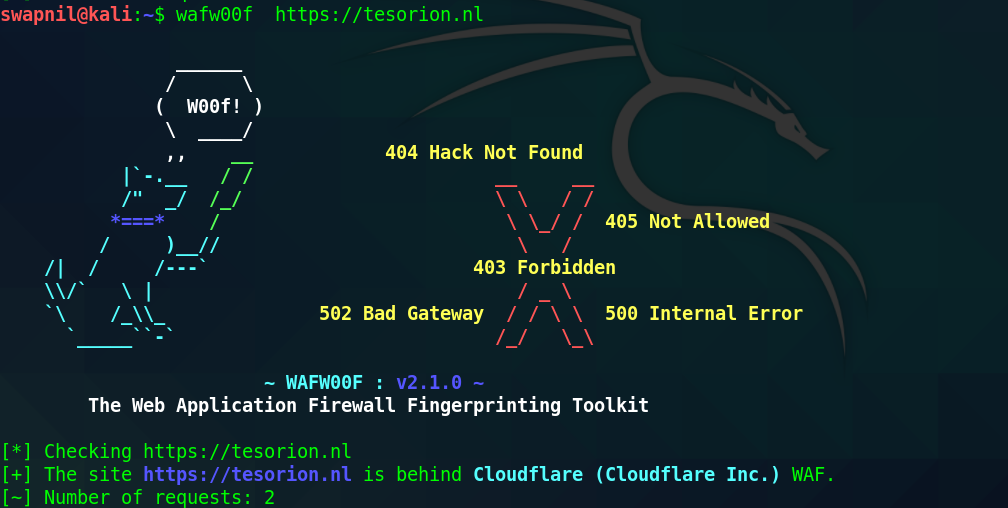 swapnil@kali:~$ wafw00f  https://tesorion.nl
( W00f! )
404 Hack Not Found
405 Not Allowed
403 Forbidden
502 Bad Gateway
500 Internal Error
~ WAFW00F : v2.1.0 ~
The Web Application Firewall Fingerprinting Toolkit
[*] Checking https://tesorion.nl
[+] The site https://tesorion.nl is behind Cloudflare (Cloudflare Inc.) WAF.
[~] Number of requests: 2